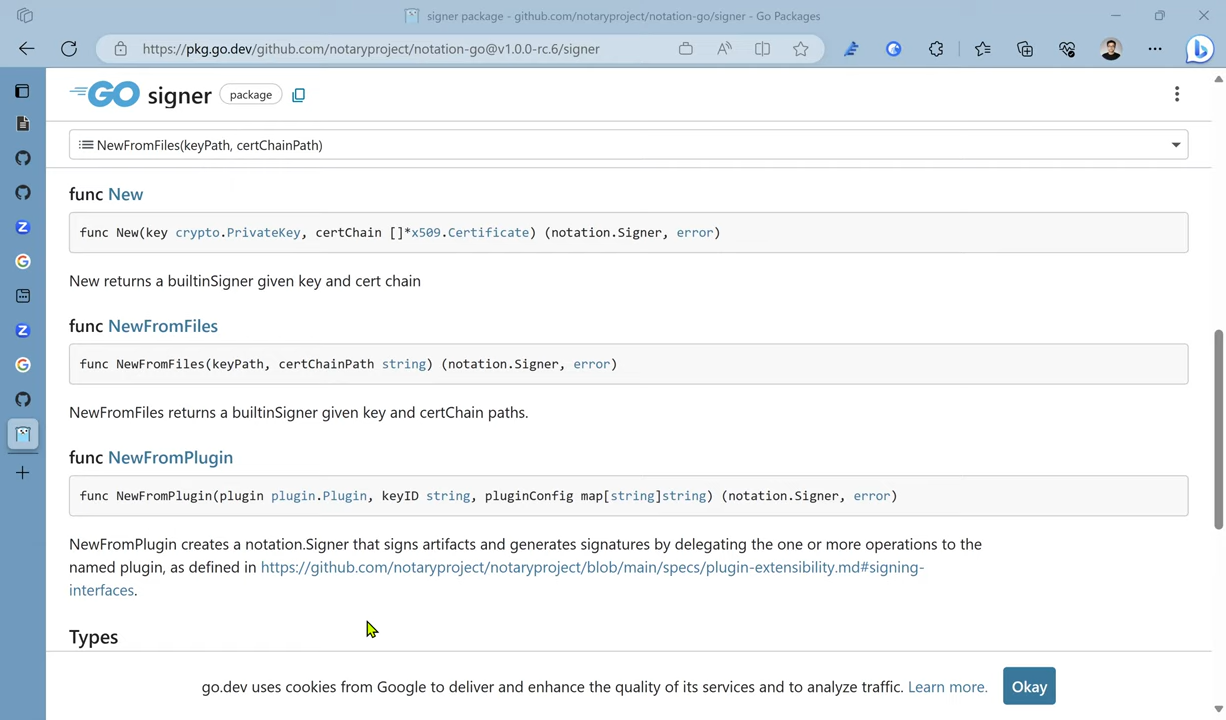 signer package - github.com/notaryproject/notation-go/signer - Go Packages
https://pkg.go.dev/github.com/notaryproject/notation-go@v1.0.0-rc.6/signer
GO signer package
NewFromFiles(keyPath, certChainPath)
func New
func New(key crypto.PrivateKey, certChain []*x509.Certificate) (notation.Signer, error)
New returns a builtinSigner given key and cert chain
func NewFromFiles
func NewFromFiles(keyPath, certChainPath string) (notation.Signer, error)
NewFromFiles returns a builtinSigner given key and certChain paths.
func NewFromPlugin
func NewFromPlugin(plugin plugin.Plugin, keyID string, pluginConfig map[string]string) (notation.Signer, error)
NewFromPlugin creates a notation.Signer that signs artifacts and generates signatures by delegating the one or more operations to the
named plugin, as defined in https://github.com/notaryproject/notaryproject/blob/main/specs/plugin-extensibility.md#signing-
interfaces.
Types
go.dev uses cookies from Google to deliver and enhance the quality of its services and to analyze traffic. Learn more. Okay